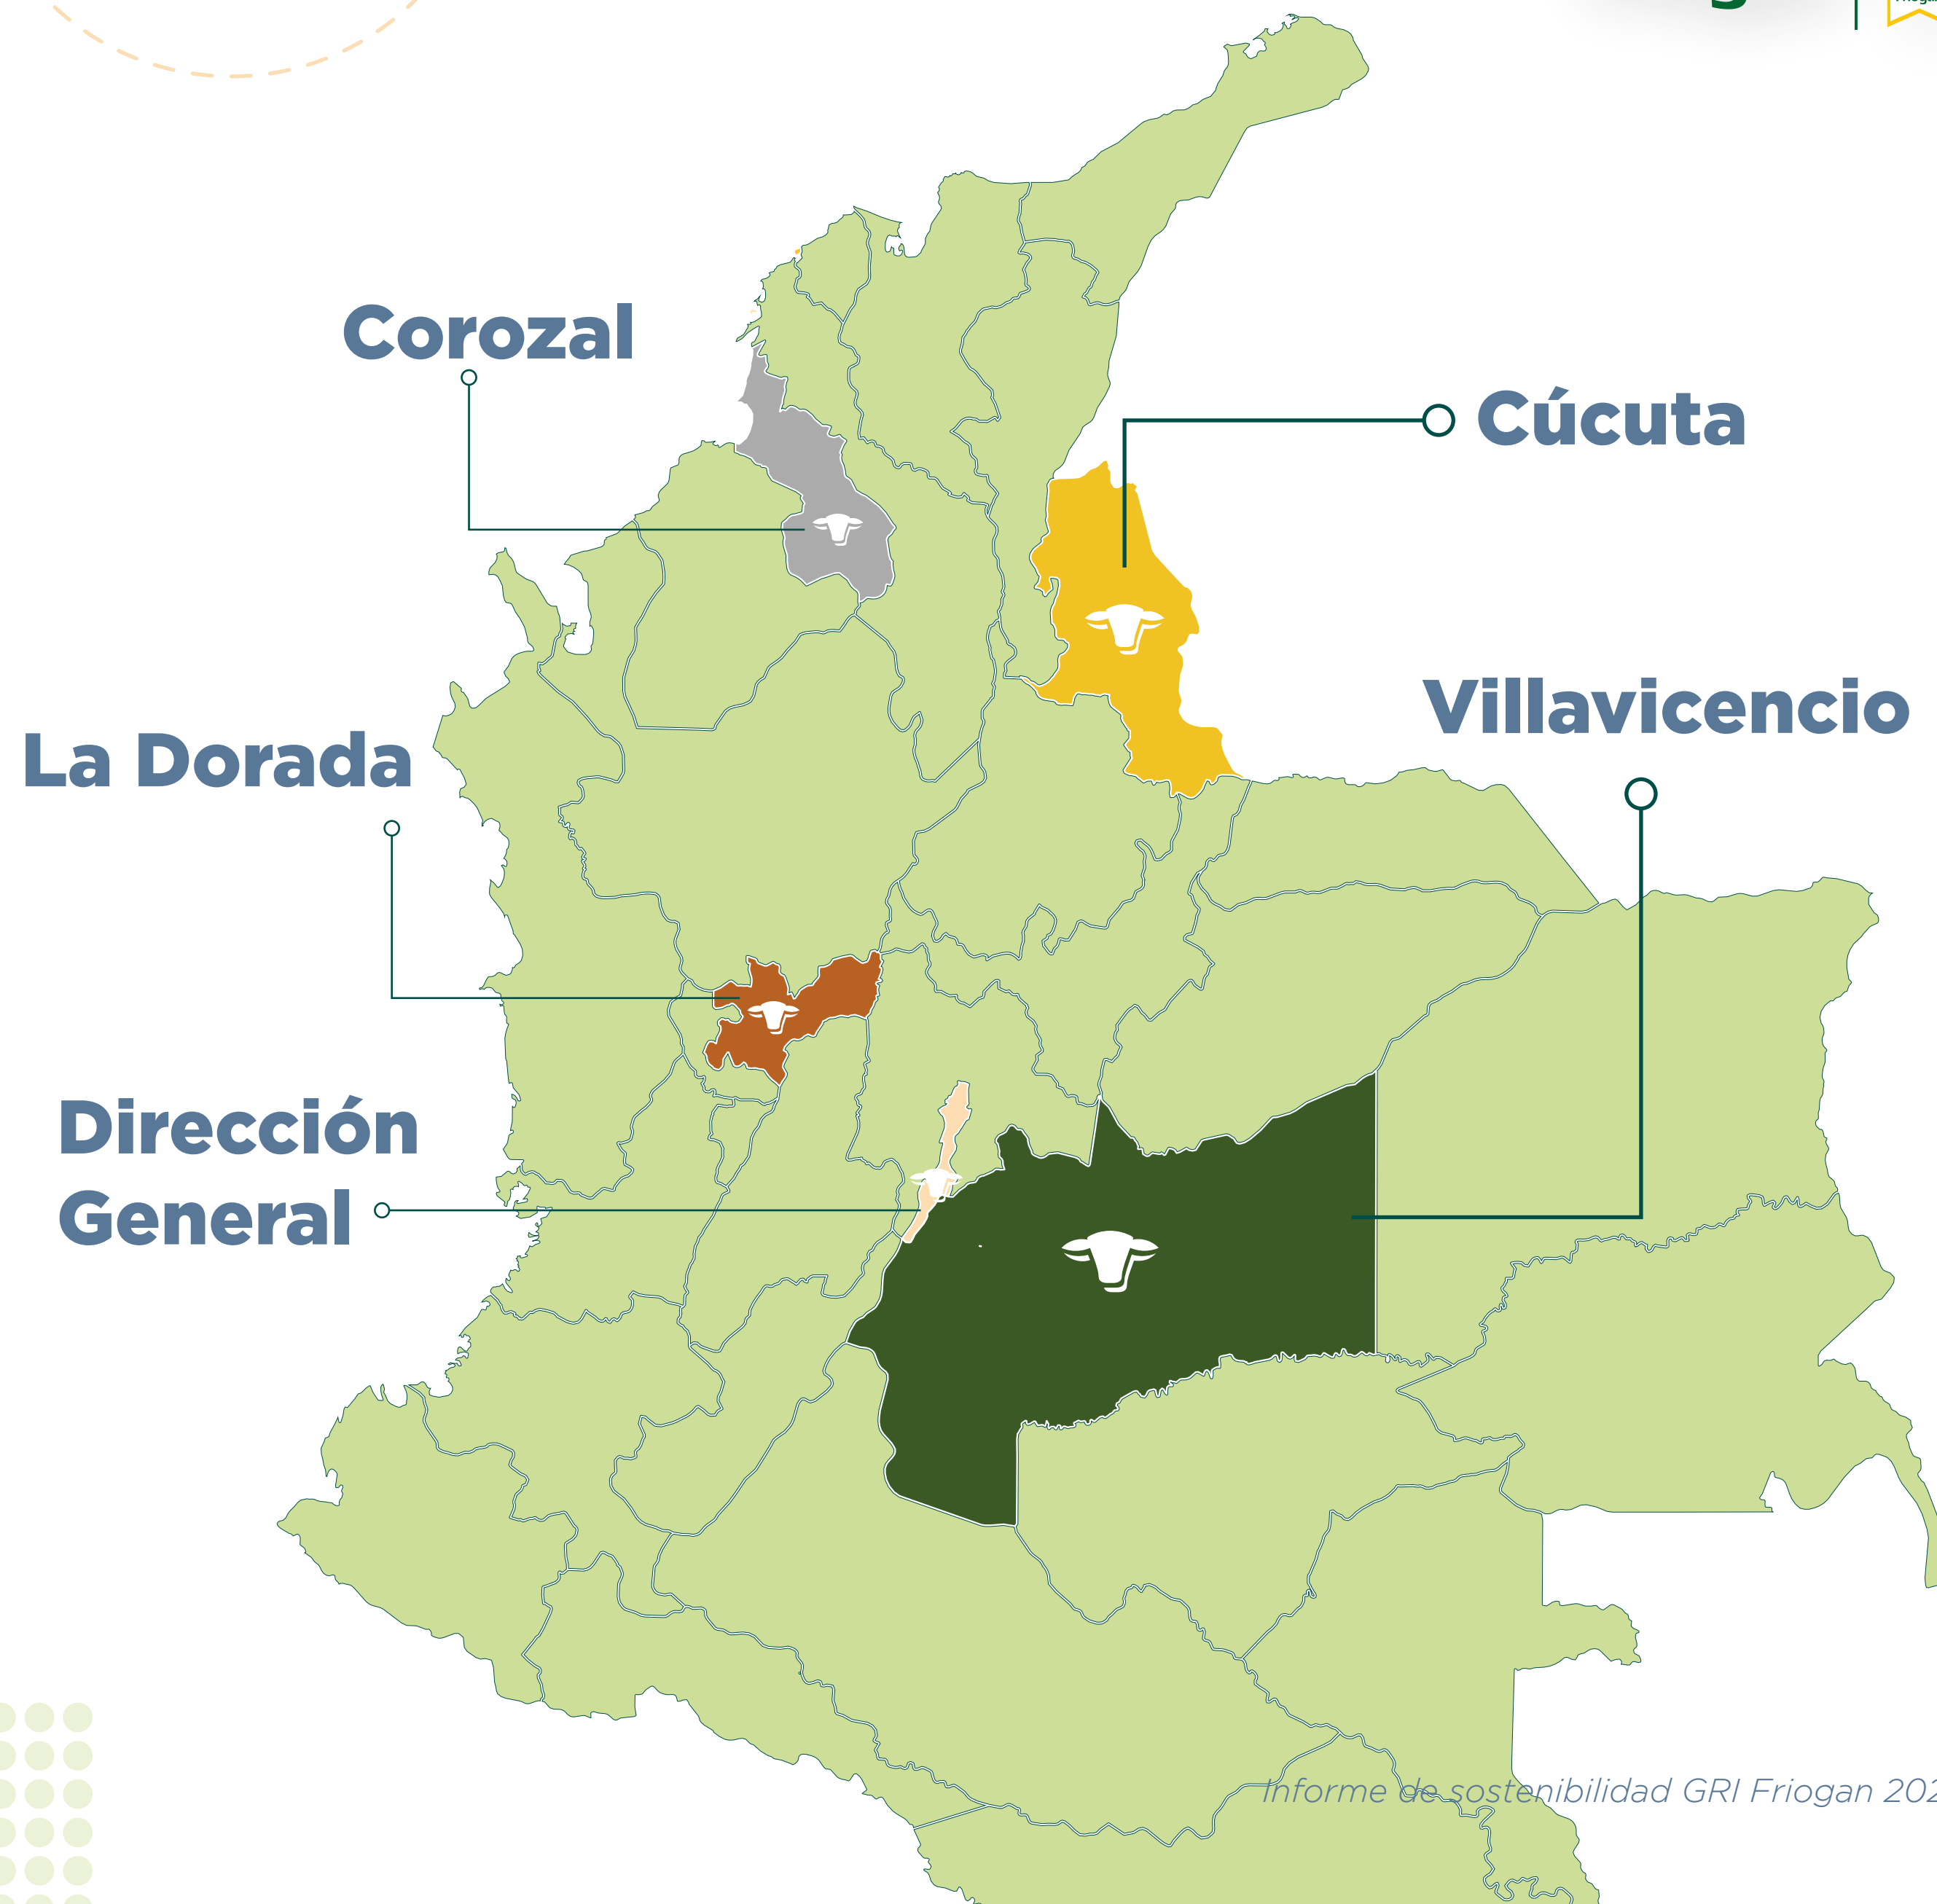 Corozal
Cúcuta
Villavicencio
La Dorada
Dirección
General
Informe de sostenibilidad GRI Friogan